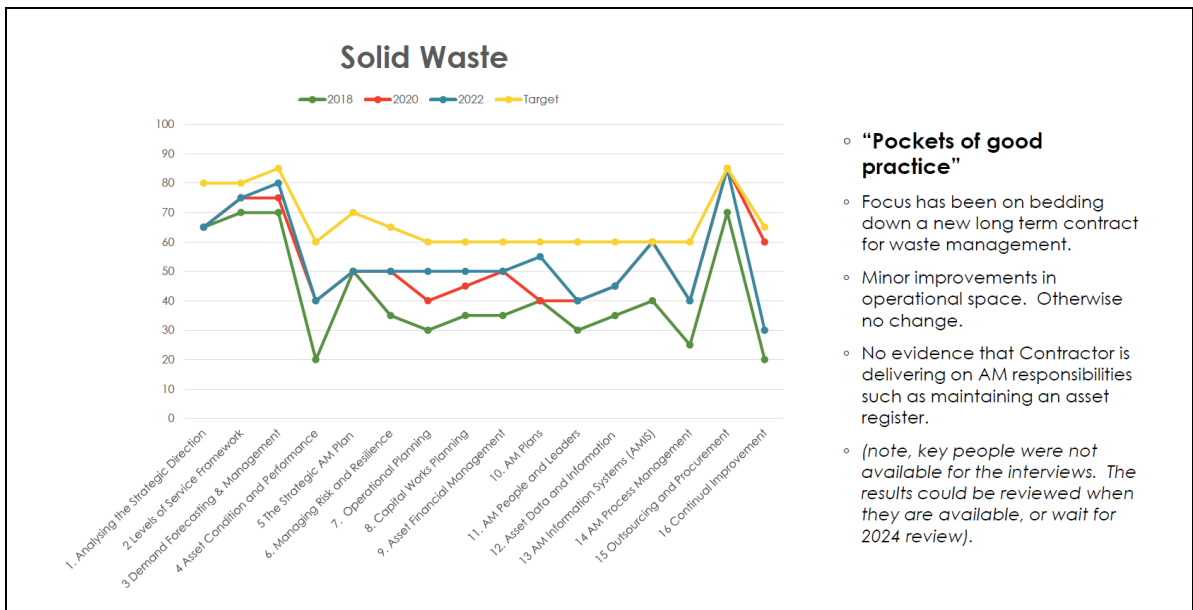 Solid Waste
2018 2020 2022 Target
100
90
80
70
60
50
40
30
20
10
0
1. Analysing the Strategic Direction
2 Levels of Service Framework
3 Demand Forecasting & Management
4 Asset Condition and Performance
5 The Strategic AM Plan
6. Managing Risk and Resilience
7. Operational Planning
8. Capital Works Planning
9. Asset Financial Management
10. AM Plans
11. AM People and Leaders
12. Asset Data and Information
13 AM Information Systems (AMIS)
14 AM Process Management
15 Outsourcing and Procurement
16 Continual Improvement
◦ “Pockets of good
practice”
◦ Focus has been on bedding
down a new long term contract
for waste management.
◦ Minor improvements in
operational space. Otherwise
no change.
◦ No evidence that Contractor is
delivering on AM responsibilities
such as maintaining an asset
register.
◦ (note, key people were not
available for the interviews. The
results could be reviewed when
they are available, or wait for
2024 review).